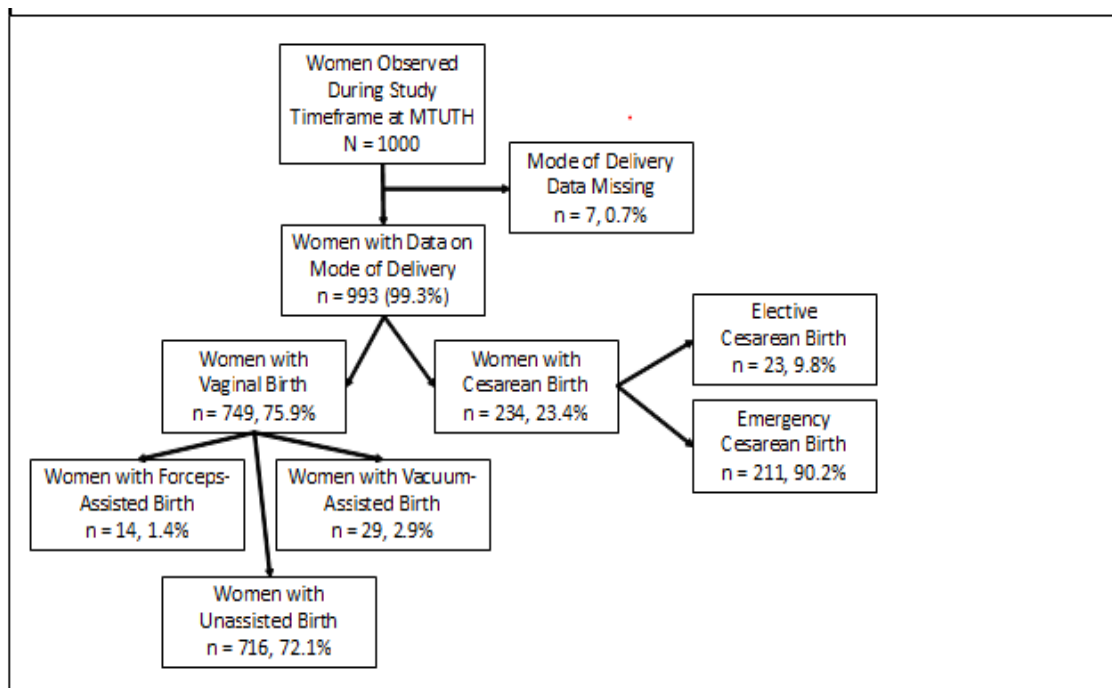 Women Observed
During Study
Timeframe at MTUTH
N = 1000
Mode of Delivery
Data Missing
n = 7, 0.7%
Women with Data on
Mode of Delivery
n = 993 (99.3%)
Women with
Vaginal Birth
n = 749, 75.9%
Women with
Cesarean Birth
n = 234, 23.4%
Elective
Cesarean Birth
n = 23, 9.8%
Emergency
Cesarean Birth
n = 211, 90.2%
Women with Forceps-
Assisted Birth
n = 14, 1.4%
Women with Vacuum-
Assisted Birth
n = 29, 2.9%
Women with
Unassisted Birth
n = 716, 72.1%